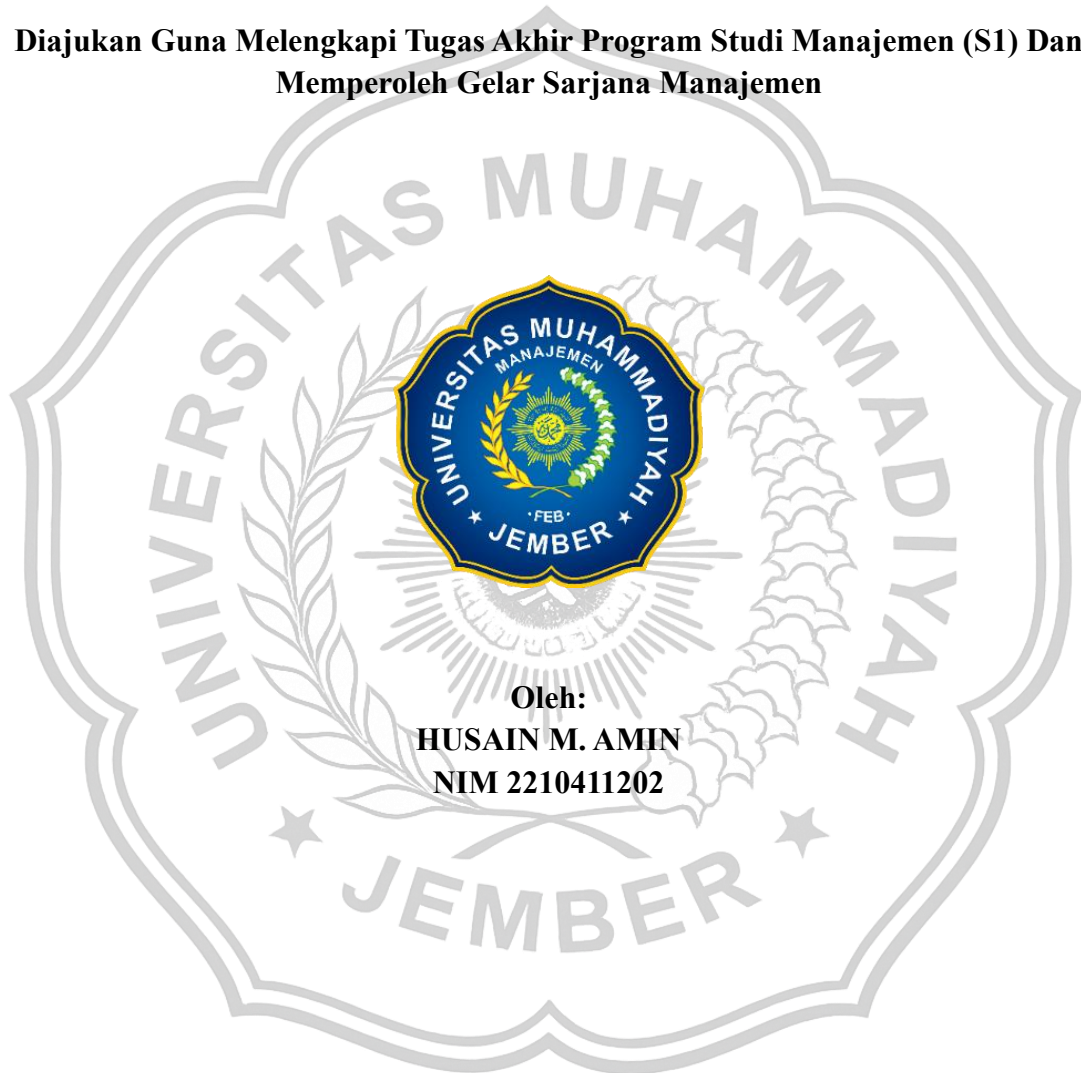 Diajukan Guna Melengkapi Tugas Akhir Program Studi Manajemen (S1) Dan
Memperoleh Gelar Sarjana Manajemen
UNIVERSITAS MUHAMMADIYAH
JEMBER
UNIVERSITAS MUHAMMADIYAH
MANAJEMEN
·FEB·
JEMBER
Oleh:
HUSAIN M. AMIN
NIM 2210411202